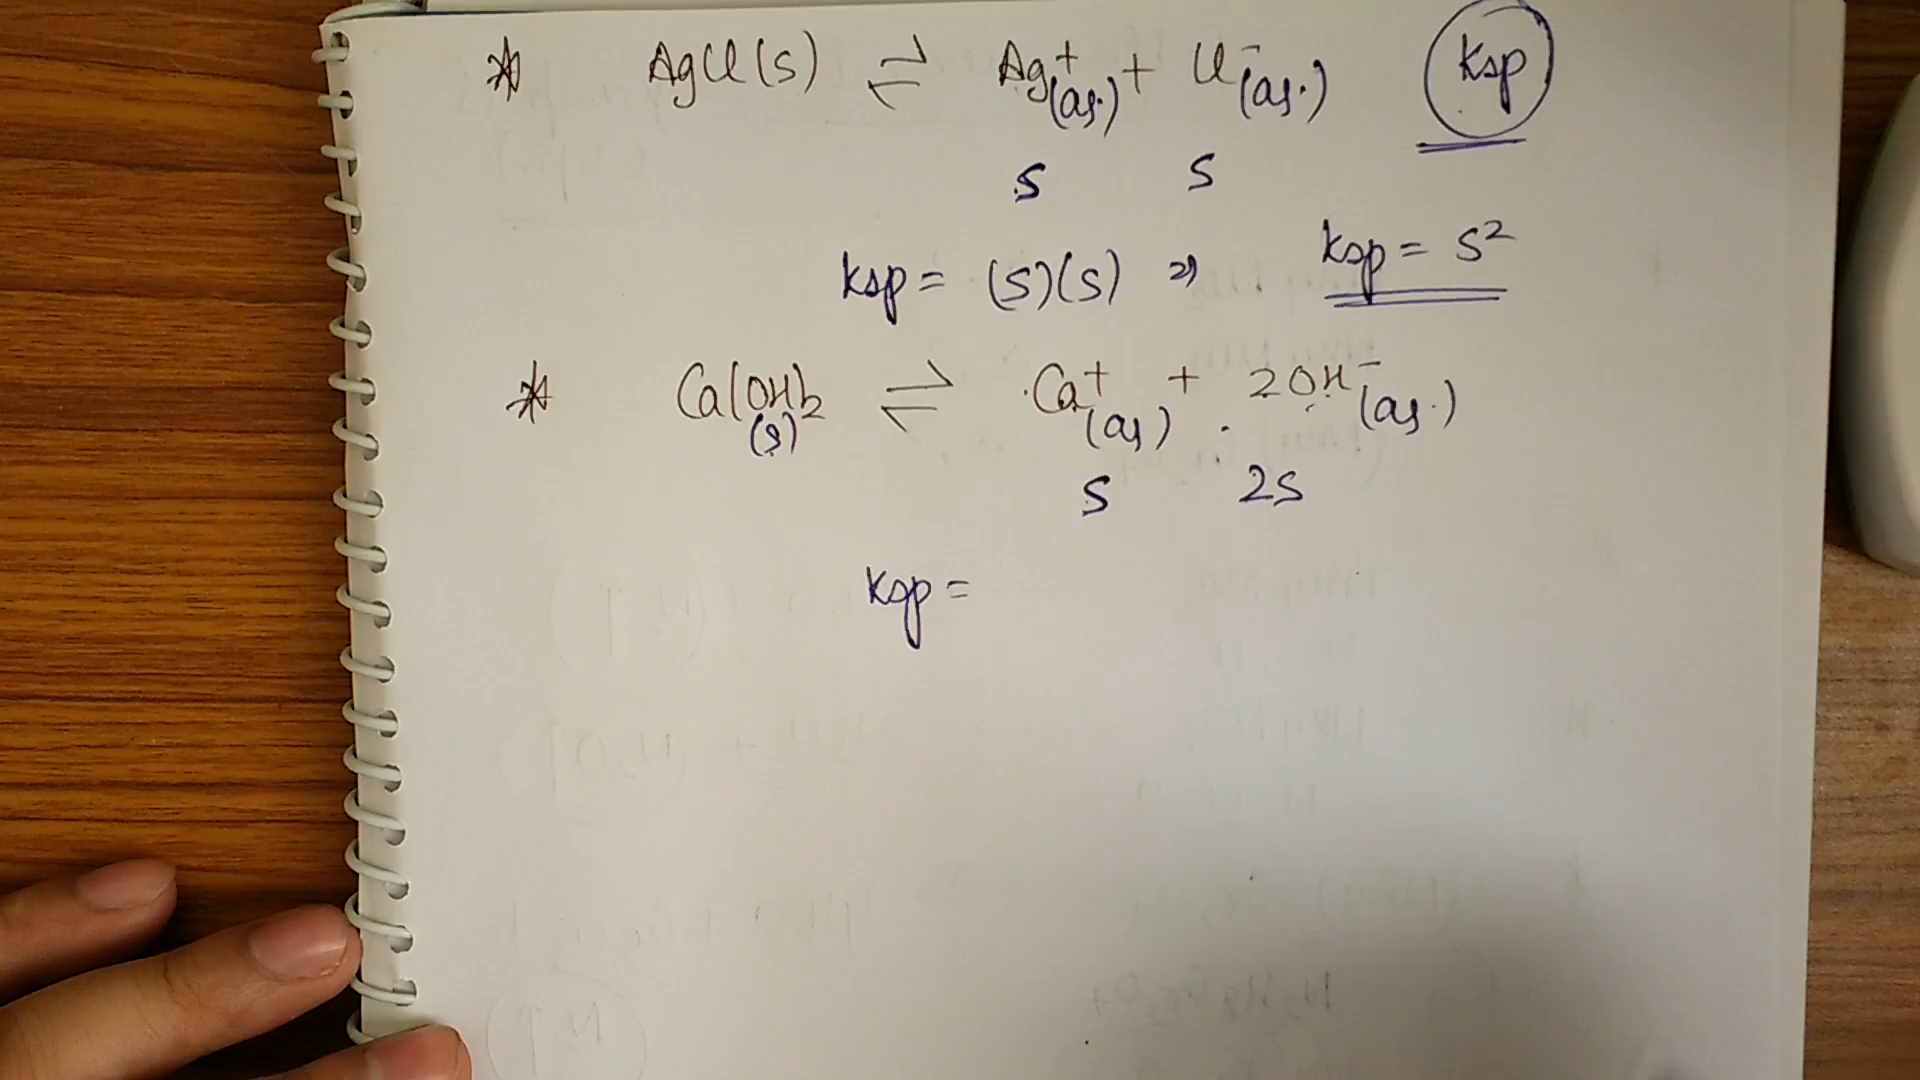 * AgCl(s) ⇌ Ag⁺(aq.) + Cl⁻(aq.) Ksp
s s
Ksp = (s)(s) ⇒ Ksp = s²
* Ca(OH)₂(s) ⇌ Ca⁺(aq) + 2OH⁻(aq.)
s 2s
Ksp =